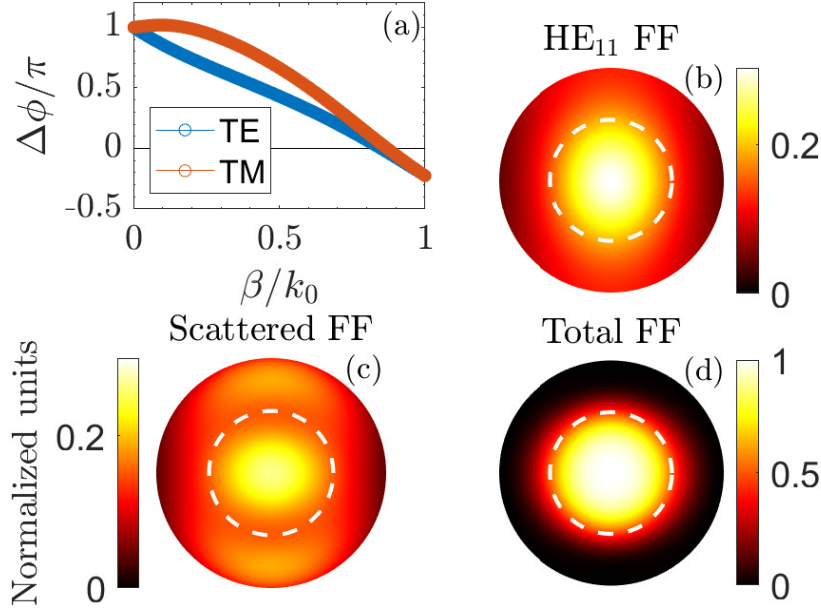 (a)
Δϕ/π
1
0.5
0
-0.5
TE
TM
0
0.5
1
β/k₀
HE₁₁ FF
(b)
0.2
0
Scattered FF
(c)
Normalized units
0.2
0
Total FF
(d)
1
0.5
0